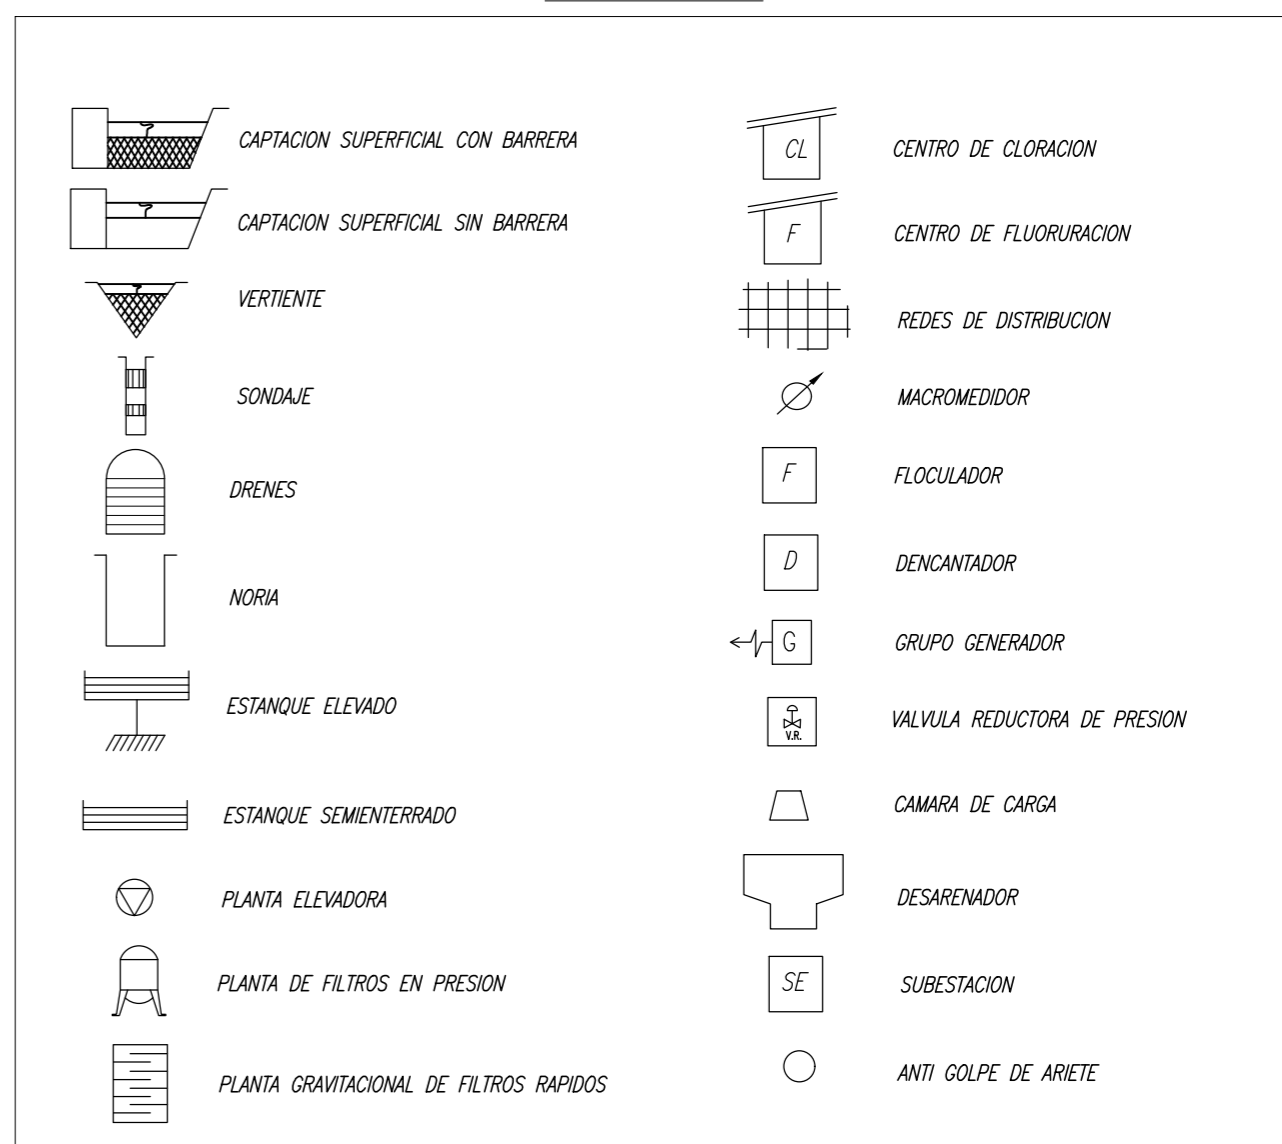 CAPTACION SUPERFICIAL CON BARRERA
CAPTACION SUPERFICIAL SIN BARRERA
VERTIENTE
SONDAJE
DRENES
NORIA
ESTANQUE ELEVADO
ESTANQUE SEMIENTERRADO
PLANTA ELEVADORA
PLANTA DE FILTROS EN PRESION
PLANTA GRAVITACIONAL DE FILTROS RAPIDOS
CL CENTRO DE CLORACION
F CENTRO DE FLUORURACION
REDES DE DISTRIBUCION
MACROMEDIDOR
F FLOCULADOR
D DENCANTADOR
G GRUPO GENERADOR
V.R. VALVULA REDUCTORA DE PRESION
CAMARA DE CARGA
DESARENADOR
SE SUBESTACION
ANTI GOLPE DE ARIETE